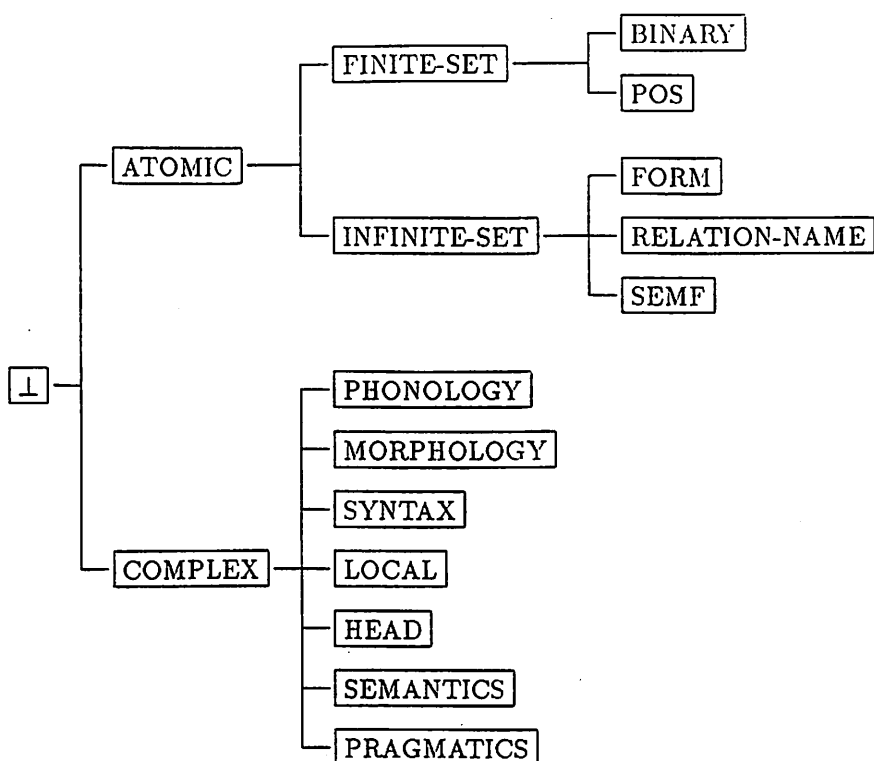 BINARY
FINITE-SET
POS
ATOMIC
FORM
INFINITE-SET
RELATION-NAME
SEMF
⊥
PHONOLOGY
MORPHOLOGY
SYNTAX
COMPLEX
LOCAL
HEAD
SEMANTICS
PRAGMATICS